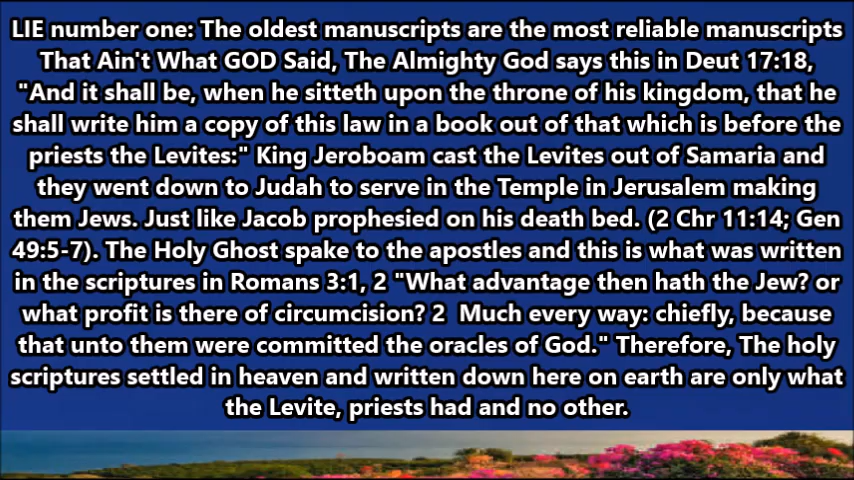 LIE number one: The oldest manuscripts are the most reliable manuscripts
That Ain't What GOD Said, The Almighty God says this in Deut 17:18,
"And it shall be, when he sitteth upon the throne of his kingdom, that he
shall write him a copy of this law in a book out of that which is before the
priests the Levites:" King Jeroboam cast the Levites out of Samaria and
they went down to Judah to serve in the Temple in Jerusalem making
them Jews. Just like Jacob prophesied on his death bed. (2 Chr 11:14; Gen
49:5-7). The Holy Ghost spake to the apostles and this is what was written
in the scriptures in Romans 3:1, 2 "What advantage then hath the Jew? or
what profit is there of circumcision? 2  Much every way: chiefly, because
that unto them were committed the oracles of God." Therefore, The holy
scriptures settled in heaven and written down here on earth are only what
the Levite, priests had and no other.